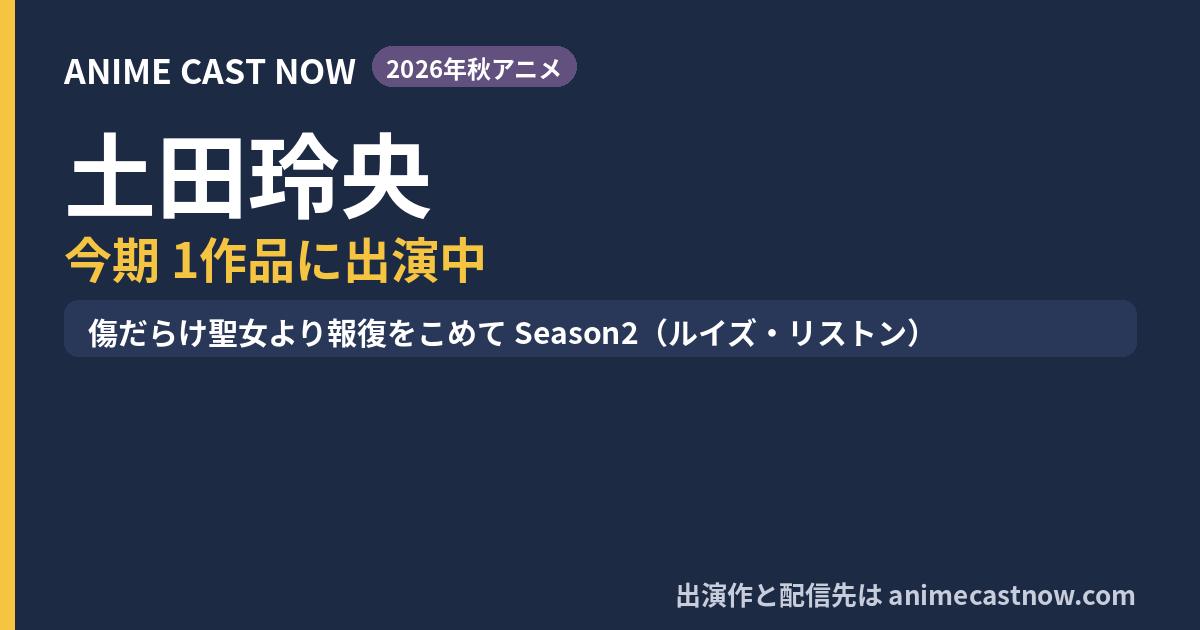 ANIME CAST NOW 2026年秋アニメ
土田玲央
今期 1作品に出演中
傷だらけ聖女より報復をこめて Season2（ルイズ・リストン）
出演作と配信先は animecastnow.com